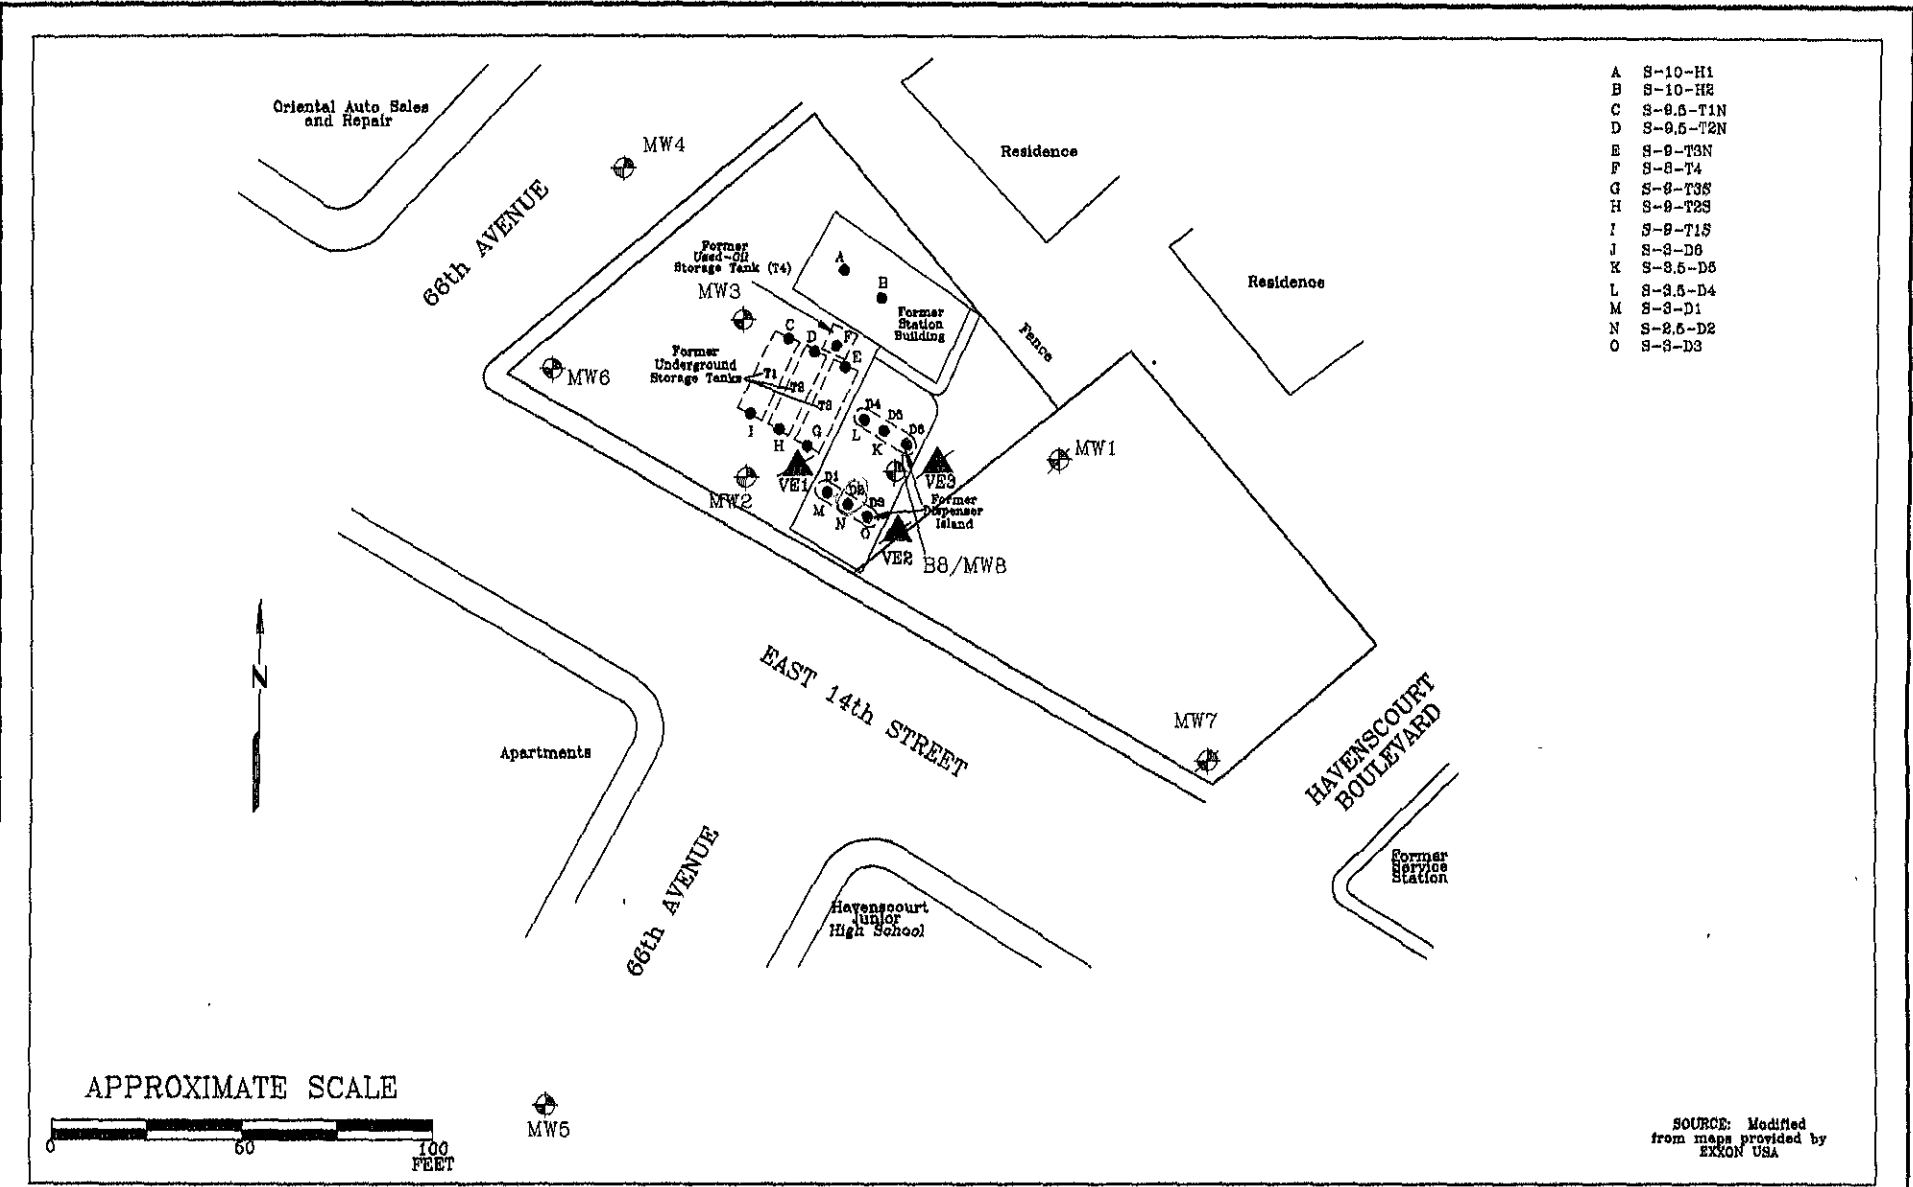 Oriental Auto Sales
and Repair
MW4
66th AVENUE
Residence
Residence
A S-10-H1
B S-10-H2
C S-9.5-T1N
D S-9.5-T2N
E S-9-T3N
F S-8-T4
G S-9-T3S
H S-9-T2S
I S-9-T1S
J S-3-D6
K S-3.5-D5
L S-3.5-D4
M S-3-D1
N S-2.5-D2
O S-3-D3
Former
Used-Oil
Storage Tank (T4)
MW3
A
B
Former
Station
Building
Fence
C
D
F
E
Former
Underground
Storage Tanks
T1
T2
T3
MW6
I
H
G
D4
D5
D6
L
K
MW1
VE1
VE3
MW2
D1
D2
D3
M
N
O
Former
Dispenser
Island
VE2
B8/MW8
N
EAST 14th STREET
MW7
HAVENSCOURT
BOULEVARD
Apartments
66th AVENUE
Havenscourt
Junior
High School
Former
Service
Station
APPROXIMATE SCALE
0 50 100
FEET
MW5
SOURCE: Modified
from maps provided by
EXXON USA